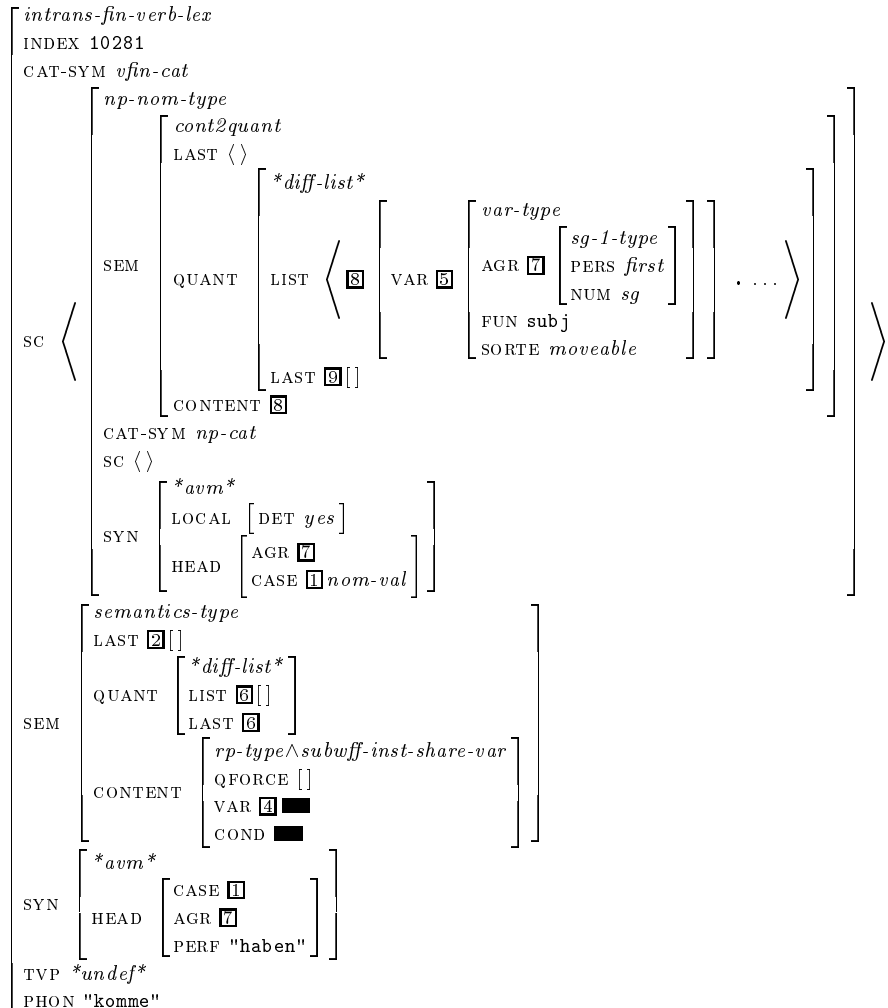 intrans-fin-verb-lex
INDEX 10281
CAT-SYM vfin-cat
np-nom-type
cont2quant
LAST ⟨ ⟩
*diff-list*
var-type
sg-1-type
SEM QUANT LIST ⟨ 8 VAR 5 AGR 7 PERS first . ... ⟩
NUM sg
FUN subj
SC ⟨ ⟩
SORTE moveable
LAST 9 [ ]
CONTENT 8
CAT-SYM np-cat
SC ⟨ ⟩
*avm*
LOCAL [ DET yes ]
SYN
AGR 7
HEAD
CASE 1 nom-val
semantics-type
LAST 2 [ ]
*diff-list*
QUANT LIST 6 [ ]
LAST 6
SEM
rp-type∧subwff-inst-share-var
QFORCE [ ]
CONTENT
VAR 4
COND
*avm*
CASE 1
SYN HEAD AGR 7
PERF "haben"
TVP *undef*
PHON "komme"